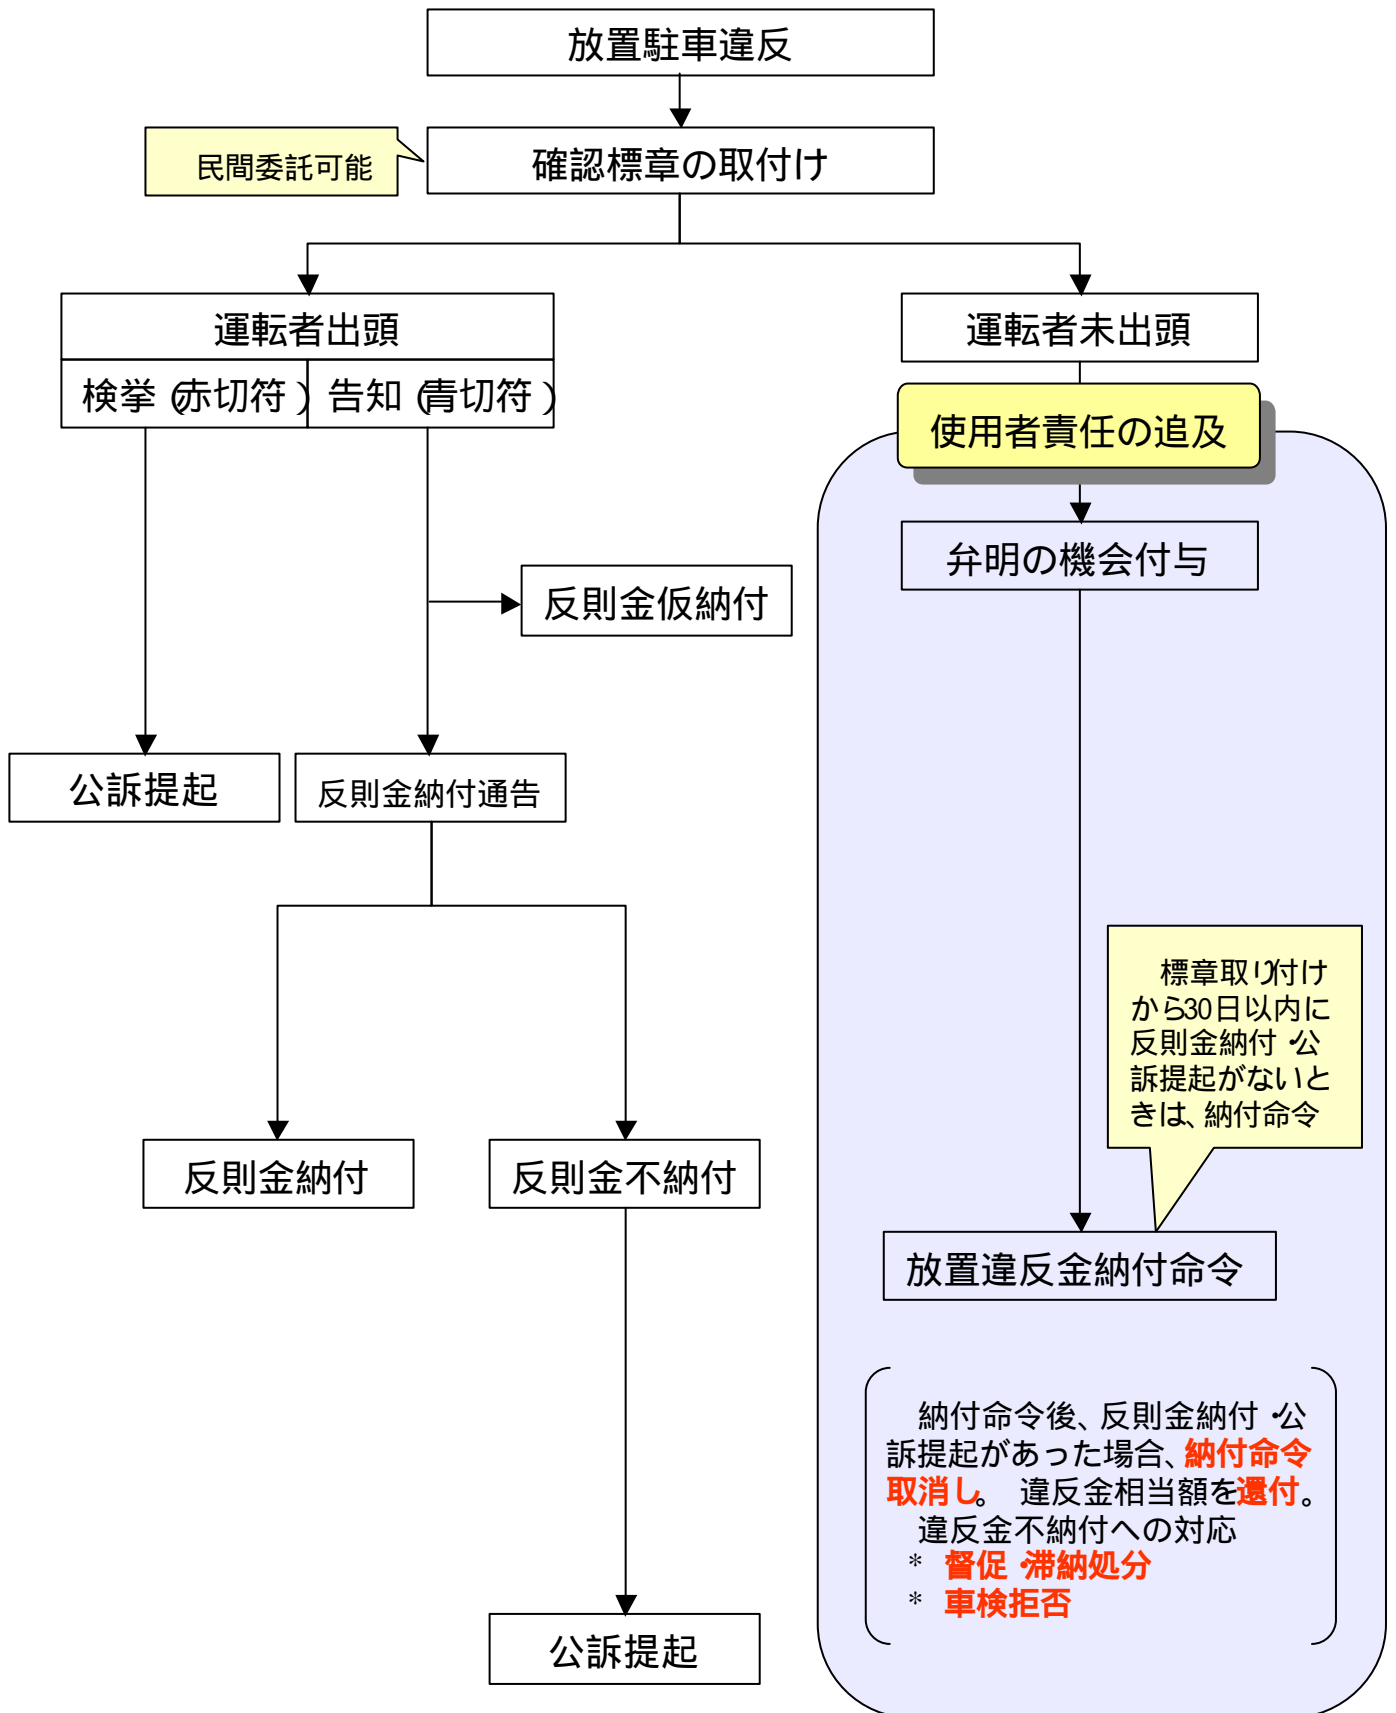 放置駐車違反
民間委託可能
確認標章の取付け
運転者出頭
運転者未出頭
検挙（赤切符）
告知（青切符）
使用者責任の追及
弁明の機会付与
反則金仮納付
公訴提起
反則金納付通告
標章取り付け
から30日以内に
反則金納付・公
訴提起がないと
きは、納付命令
反則金納付
反則金不納付
放置違反金納付命令
納付命令後、反則金納付・公
訴提起があった場合、納付命令
取消し。 違反金相当額を還付。
違反金不納付への対応
* 督促・滞納処分
* 車検拒否
公訴提起